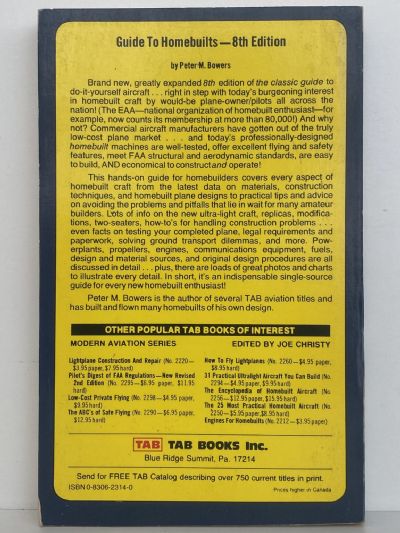 Guide To Homebuilts—8th Edition
by Peter M. Bowers
Brand new, greatly expanded 8th edition of the classic guide to
do-it-yourself aircraft . . . right in step with today's burgeoning interest
in homebuilt craft by would-be plane-owner/pilots all across the
nation! (The EAA—national organization of homebuilt enthusiast—for
example, now counts its membership at more than 80,000!) And why
not? Commercial aircraft manufacturers have gotten out of the truly
low-cost plane market . . . and today's professionally-designed
homebuilt machines are well-tested, offer excellent flying and safety
features, meet FAA structural and aerodynamic standards, are easy
to build, AND economical to construct and operate!
This hands-on guide for homebuilders covers every aspect of
homebuilt craft from the latest data on materials, construction
techniques, and homebuilt plane designs to practical tips and advice
on avoiding the problems and pitfalls that lie in wait for many amateur
builders. Lots of info on the new ultra-light craft, replicas, modifica-
tions, two-seaters, how-to's for handling construction problems . . .
even facts on testing your completed plane, legal requirements and
paperwork, solving ground transport dilemmas, and more. Pow-
erplants, propellers, engines, communications equipment, fuels,
design and material sources, and original design procedures are all
discussed in detail . . . plus, there are loads of great photos and charts
to illustrate every detail. In short, it's an indispensable single-source
guide for every new homebuilt enthusiast!
Peter M. Bowers is the author of several TAB aviation titles and
has built and flown many homebuilts of his own design.
OTHER POPULAR TAB BOOKS OF INTEREST
MODERN AVIATION SERIES
EDITED BY JOE CHRISTY
Lightplane Construction And Repair (No. 2220—
$3.95 paper, $7.95 hard)
Pilot's Digest of FAA Regulations—New Revised
2nd Edition (No. 2295—$6.95 paper, $11.95
hard)
Low-Cost Private Flying (No. 2298—$4.95 paper,
$9.95 hard)
The ABC's of Safe Flying (No. 2290—$6.95 paper,
$12.95 hard)
How To Fly Lightplanes (No. 2260—$4.95 paper,
$8.95 hard)
31 Practical Ultralight Aircraft You Can Build (No.
2294—$4.95 paper, $9.95 hard)
The Encyclopedia of Homebuilt Aircraft (No.
2256—$12.95 paper, $15.95 hard)
The 25 Most Practical Homebuilt Aircraft (No.
2250—$5.95 paper, $8.95 hard)
Engines For Homebuilts (No. 2212—$3.95 paper)
TAB TAB BOOKS Inc.
Blue Ridge Summit, Pa. 17214
Send for FREE TAB Catalog describing over 750 current titles in print.
ISBN 0-8306-2314-0
Prices higher in Canada